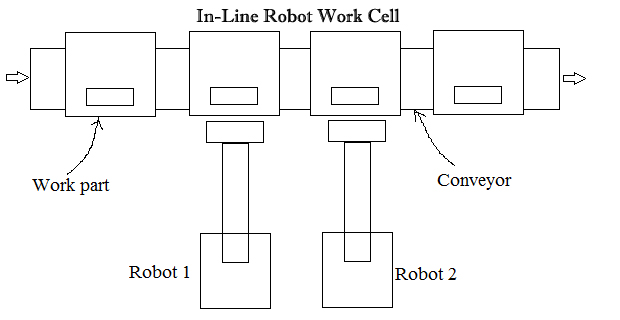 In-Line Robot Work Cell
Work part
Conveyor
Robot 1
Robot 2